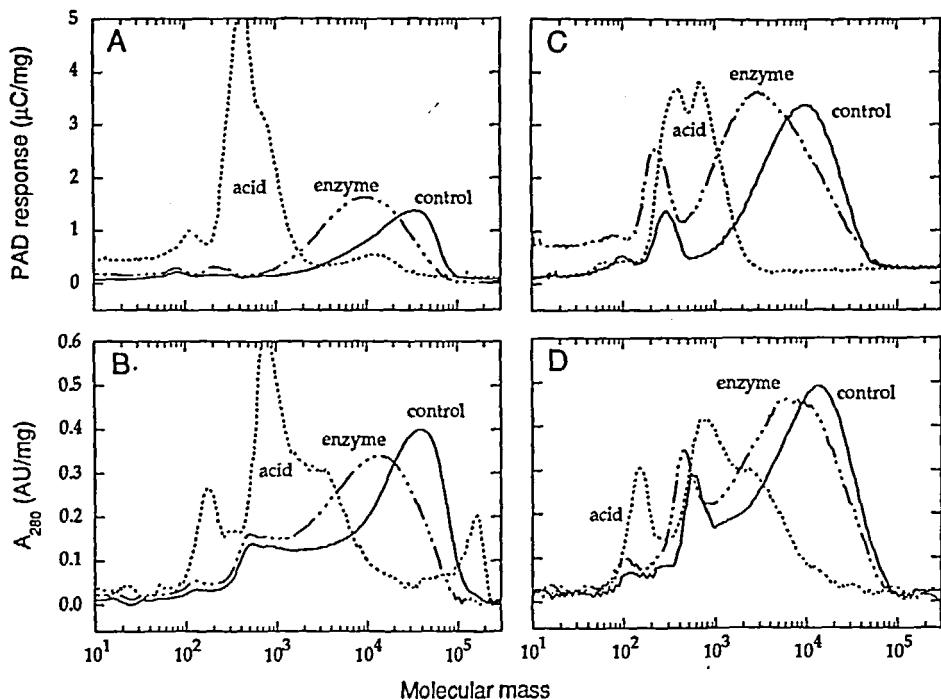 A
C
PAD response (μC/mg)
5
4
3
2
1
0
acid
enzyme
control
enzyme
acid
control
B
D
A280 (AU/mg)
0.6
0.5
0.4
0.3
0.2
0.1
0.0
enzyme
control
acid
enzyme
control
acid
10¹ 10² 10³ 10⁴ 10⁵
10¹ 10² 10³ 10⁴ 10⁵
Molecular mass